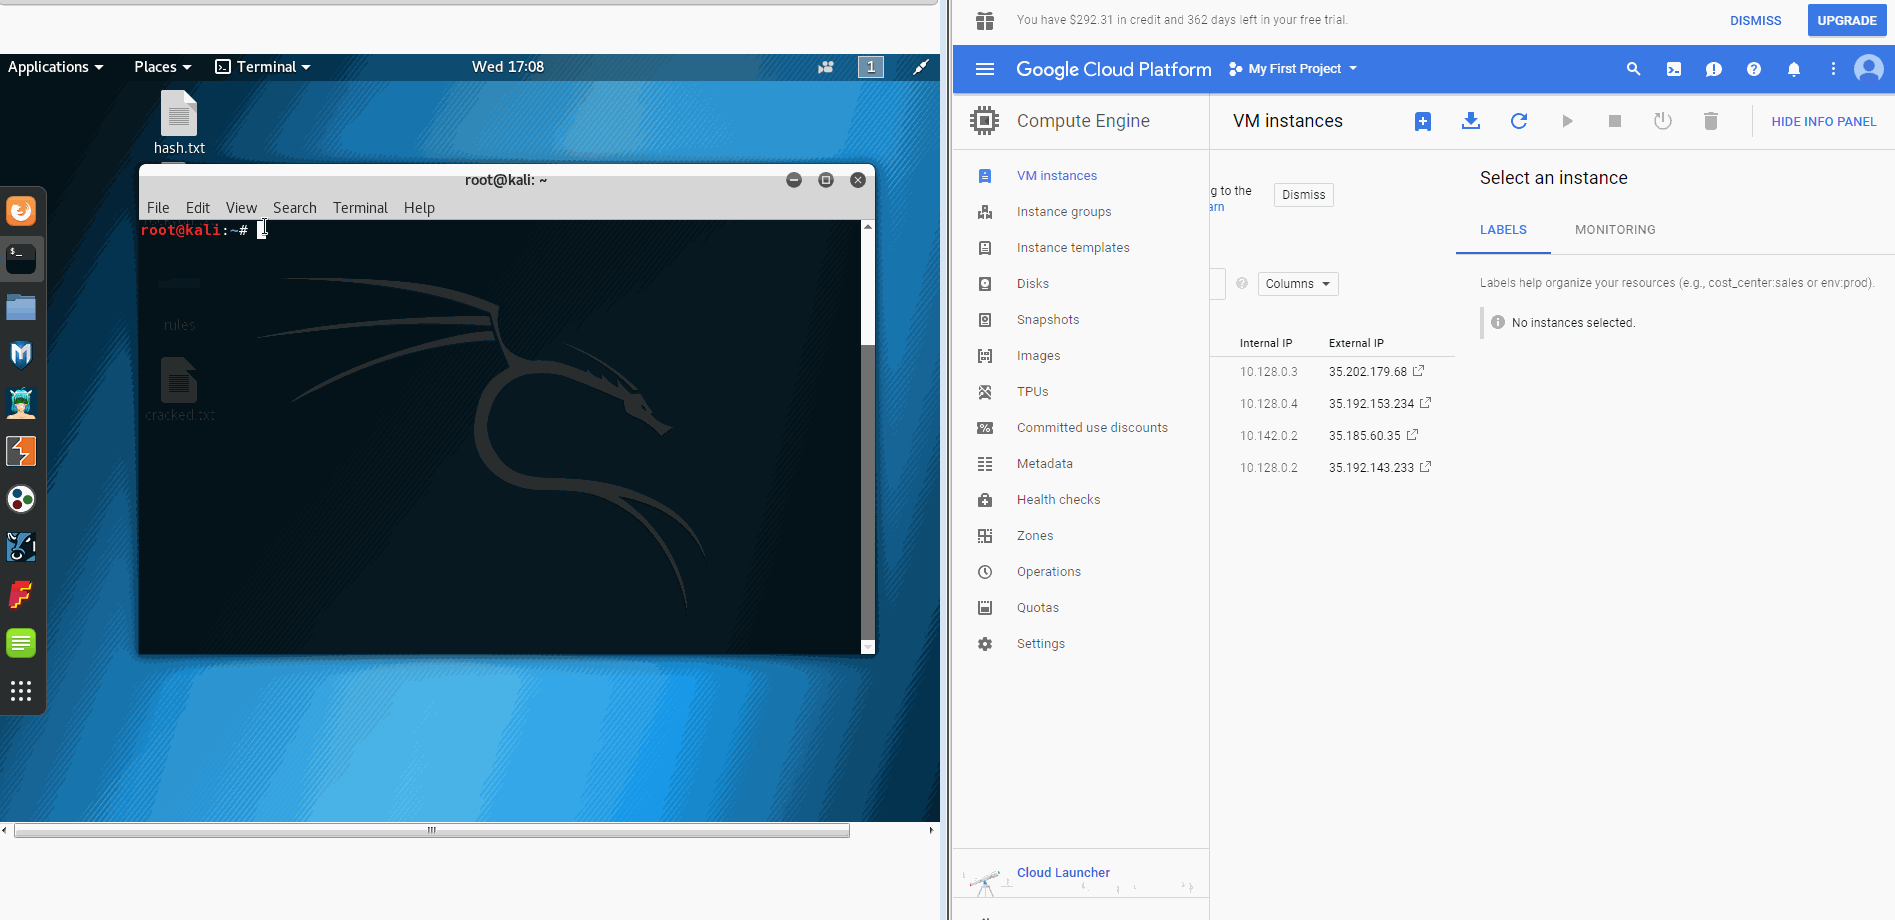 Applications
Places
Terminal
Wed 17:08
1
hash.txt
root@kali: ~
File Edit View Search Terminal Help
root@kali:~#
rules
cracked.txt
You have $292.31 in credit and 362 days left in your free trial.
DISMISS
UPGRADE
Google Cloud Platform
My First Project
Compute Engine
VM instances
HIDE INFO PANEL
VM instances
Instance groups
Instance templates
Disks
Snapshots
Images
TPUs
Committed use discounts
Metadata
Health checks
Zones
Operations
Quotas
Settings
Cloud Launcher
g to the
arn
Dismiss
Columns
Internal IP External IP
10.128.0.3 35.202.179.68
10.128.0.4 35.192.153.234
10.142.0.2 35.185.60.35
10.128.0.2 35.192.143.233
Select an instance
LABELS
MONITORING
Labels help organize your resources (e.g., cost_center:sales or env:prod).
No instances selected.